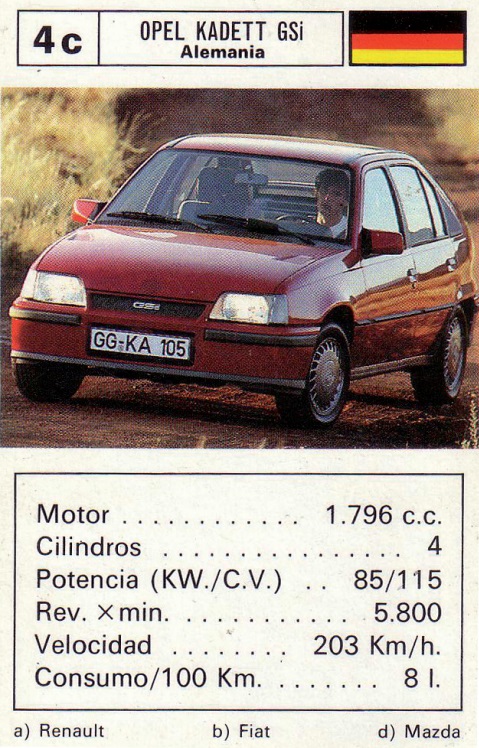 4c
OPEL KADETT GSi
Alemania
GSi
GG-KA 105
Motor . . . . . . . . . . . . 1.796 c.c.
Cilindros . . . . . . . . . . . . . . . . . 4
Potencia (KW./C.V.) . . 85/115
Rev. × min. . . . . . . . . . . . . 5.800
Velocidad . . . . . . . . 203 Km/h.
Consumo/100 Km. . . . . . . . 8 l.
a) Renault b) Fiat d) Mazda